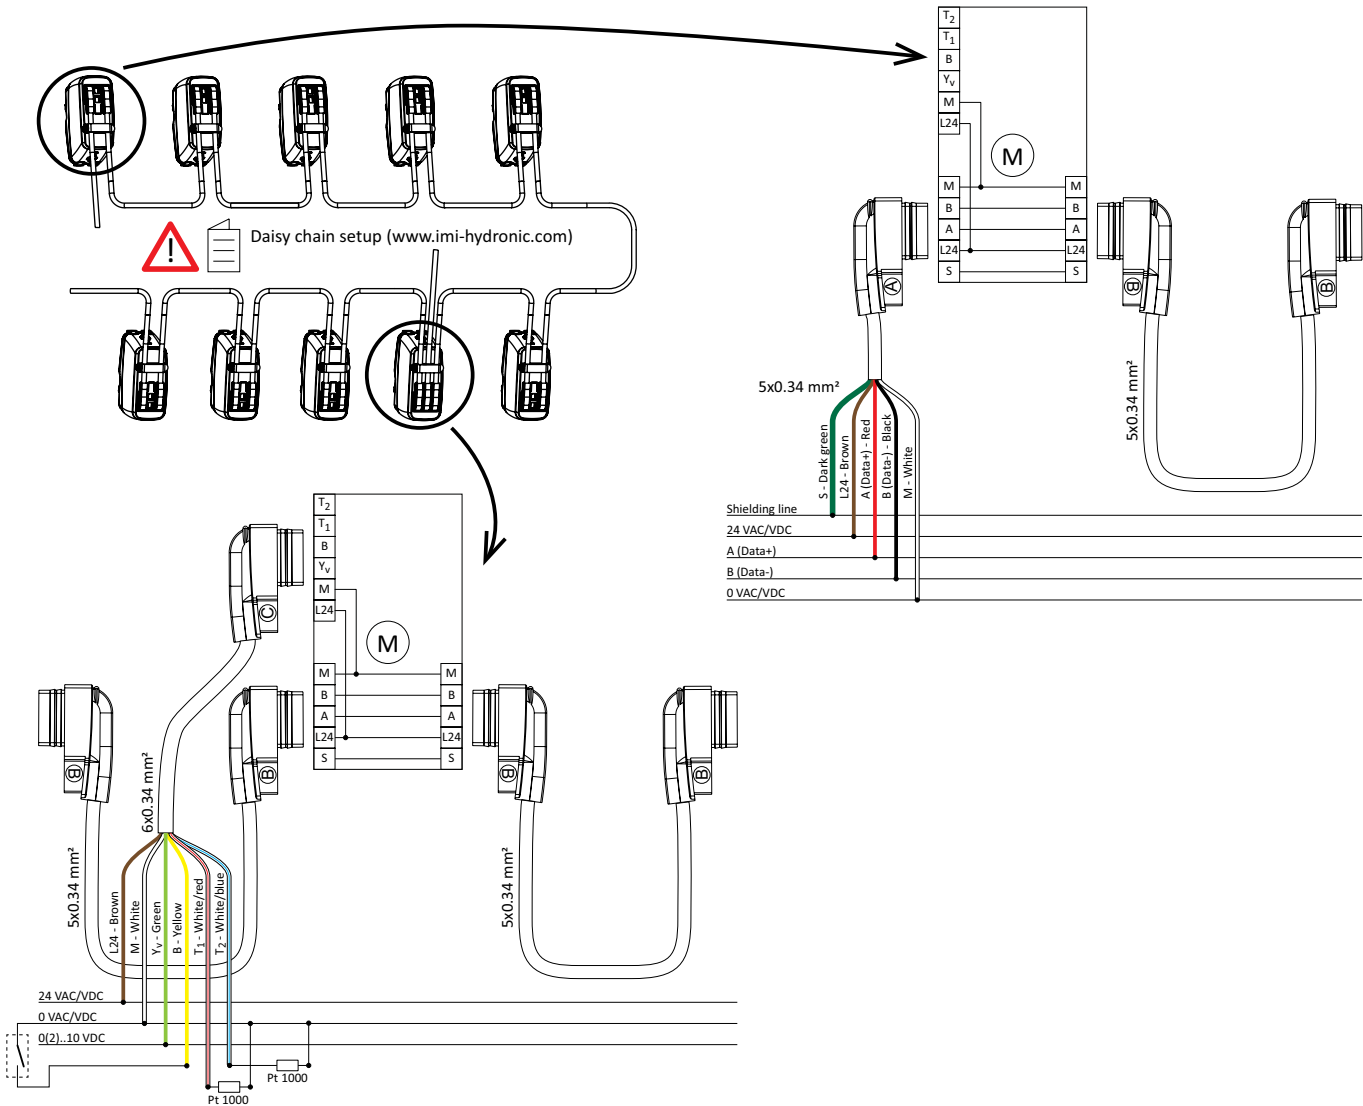 Daisy chain setup (www.imi-hydronic.com)
T2
T1
B
Yv
M
L24
M
M
B
A
L24
S
M
B
A
L24
S
A
B
B
5x0.34 mm²
5x0.34 mm²
S - Dark green
L24 - Brown
A (Data+) - Red
B (Data-) - Black
M - White
Shielding line
24 VAC/VDC
A (Data+)
B (Data-)
0 VAC/VDC
T2
T1
B
Yv
M
L24
M
M
B
A
L24
S
M
B
A
L24
S
C
B
B
B
B
6x0.34 mm²
5x0.34 mm²
5x0.34 mm²
L24 - Brown
M - White
Yv - Green
B - Yellow
T1 - White/red
T2 - White/blue
24 VAC/VDC
0 VAC/VDC
0(2)..10 VDC
Pt 1000
Pt 1000